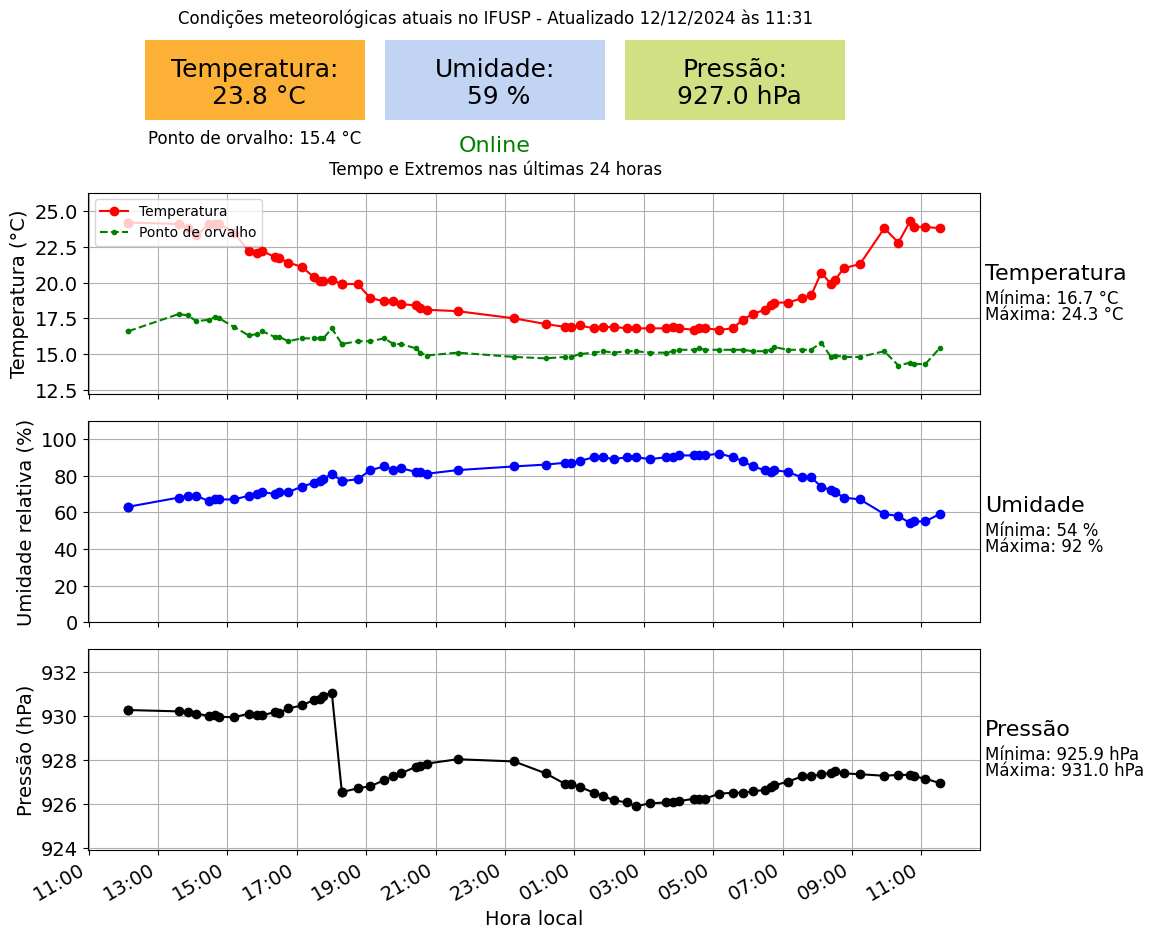 Condições meteorológicas atuais no IFUSP - Atualizado 12/12/2024 às 11:31
Temperatura:
23.8 °C
Umidade:
59 %
Pressão:
927.0 hPa
Ponto de orvalho: 15.4 °C
Online
Tempo e Extremos nas últimas 24 horas
Temperatura (°C)
25.0
22.5
20.0
17.5
15.0
12.5
Temperatura
Ponto de orvalho
Temperatura
Mínima: 16.7 °C
Máxima: 24.3 °C
Umidade relativa (%)
100
80
60
40
20
0
Umidade
Mínima: 54 %
Máxima: 92 %
Pressão (hPa)
932
930
928
926
924
Pressão
Mínima: 925.9 hPa
Máxima: 931.0 hPa
11:00 13:00 15:00 17:00 19:00 21:00 23:00 01:00 03:00 05:00 07:00 09:00 11:00
Hora local